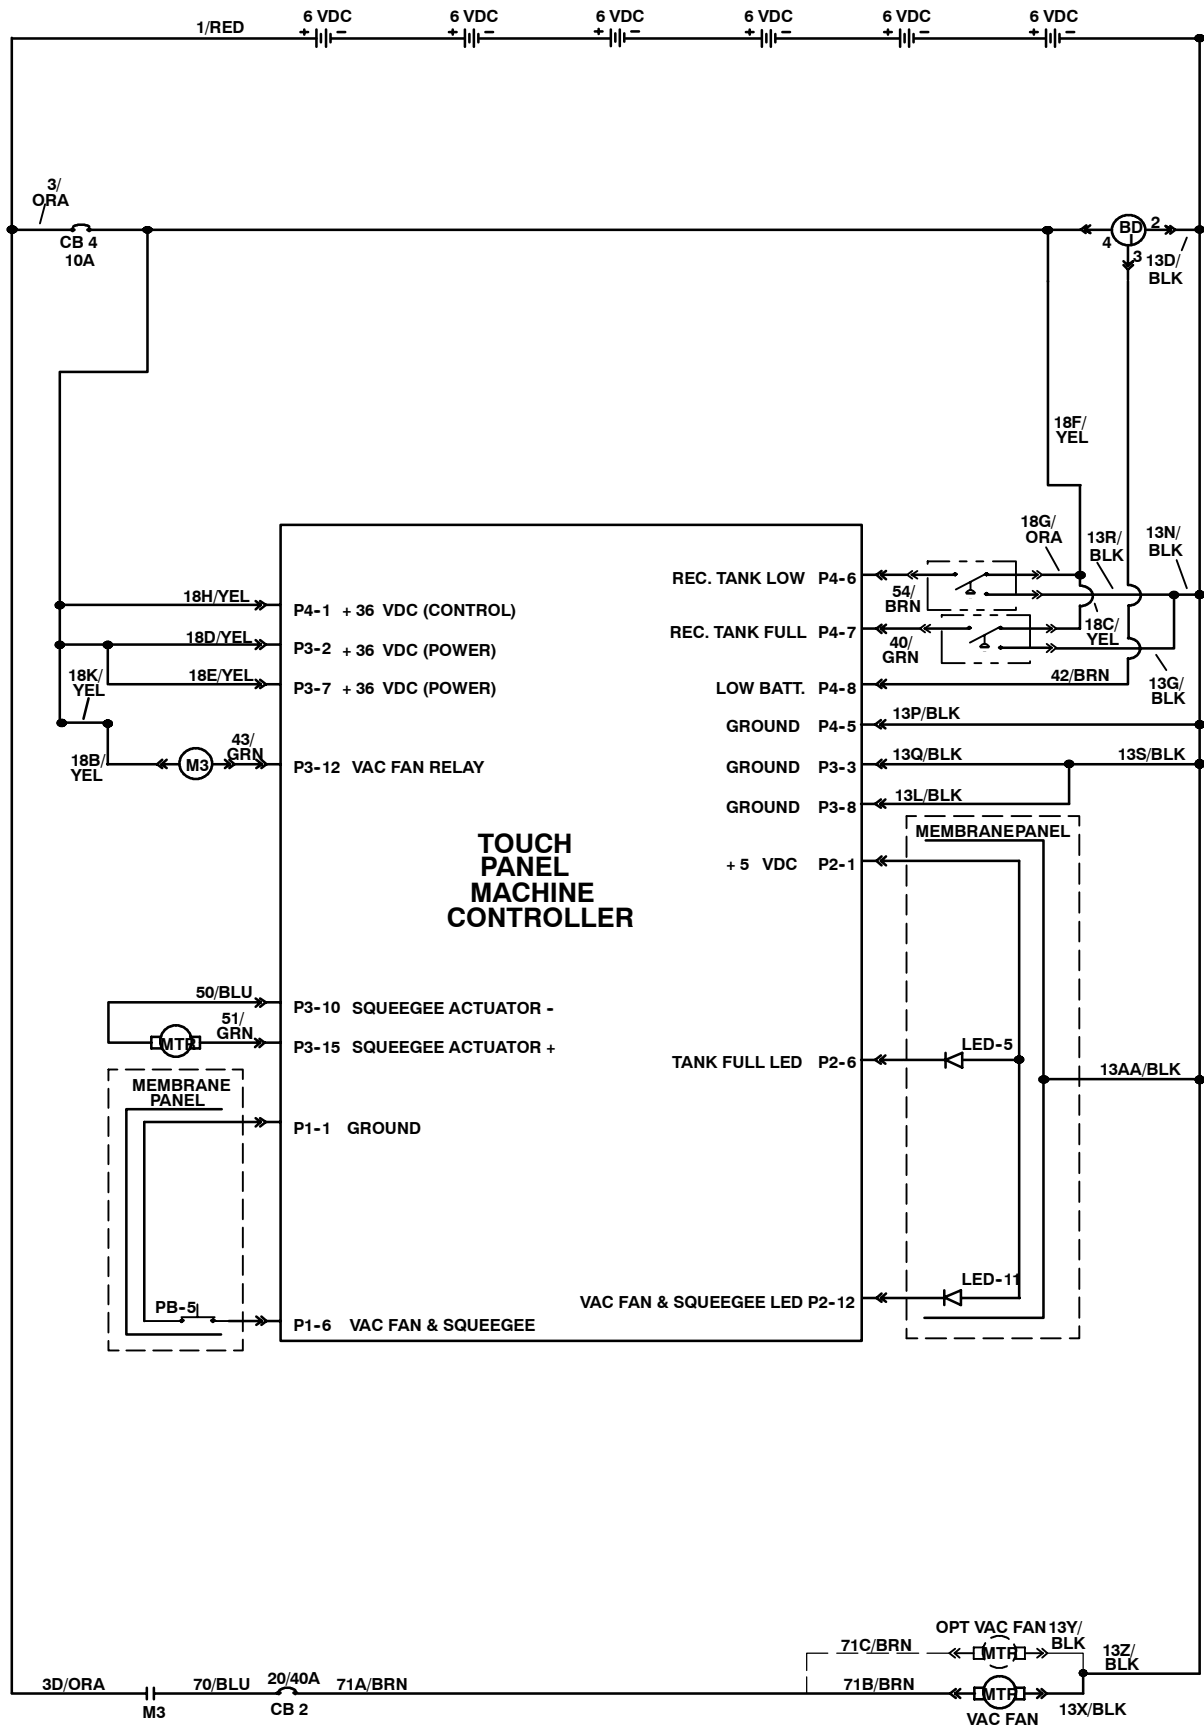 6 VDC 6 VDC 6 VDC 6 VDC 6 VDC 6 VDC
1/RED
+ - + - + - + - + - + -
3/
ORA
CB 4
10A
BD
2
4
3
13D/
BLK
18F/
YEL
18G/
ORA
13R/
BLK
13N/
BLK
REC. TANK LOW P4-6
54/
BRN
18H/YEL
P4-1 + 36 VDC (CONTROL)
REC. TANK FULL P4-7
40/
GRN
18C/
YEL
18D/YEL
P3-2 + 36 VDC (POWER)
18K/
YEL
18E/YEL
P3-7 + 36 VDC (POWER)
LOW BATT. P4-8
42/BRN
13G/
BLK
GROUND P4-5
13P/BLK
18B/
YEL
M3
43/
GRN
P3-12 VAC FAN RELAY
GROUND P3-3
13Q/BLK
13S/BLK
GROUND P3-8
13L/BLK
TOUCH
PANEL
MACHINE
CONTROLLER
MEMBRANE PANEL
+ 5 VDC P2-1
50/BLU
P3-10 SQUEEGEE ACTUATOR -
51/
GRN
MTR
P3-15 SQUEEGEE ACTUATOR +
TANK FULL LED P2-6
LED-5
13AA/BLK
MEMBRANE
PANEL
P1-1 GROUND
PB-5
P1-6 VAC FAN & SQUEEGEE
VAC FAN & SQUEEGEE LED P2-12
LED-11
OPT VAC FAN
13Y/
BLK
71C/BRN
MTR
13Z/
BLK
3D/ORA
M3
70/BLU
20/40A
CB 2
71A/BRN
71B/BRN
MTR
13X/BLK
VAC FAN